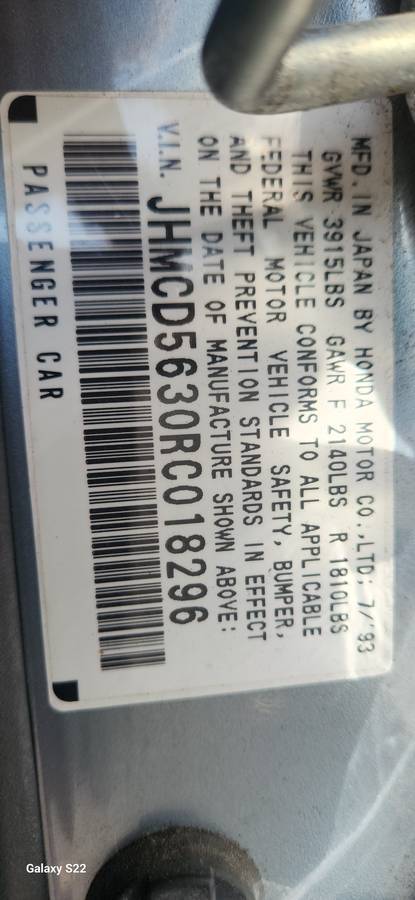 MFD. IN JAPAN BY HONDA MOTOR CO.,LTD; 7/'93
GVWR 3915LBS GAWR F 2140LBS R 1810LBS
THIS VEHICLE CONFORMS TO ALL APPLICABLE
FEDERAL MOTOR VEHICLE SAFETY, BUMPER,
AND THEFT PREVENTION STANDARDS IN EFFECT
ON THE DATE OF MANUFACTURE SHOWN ABOVE:
V.I.N. JHMCD5630RC018296
PASSENGER CAR
Galaxy S22